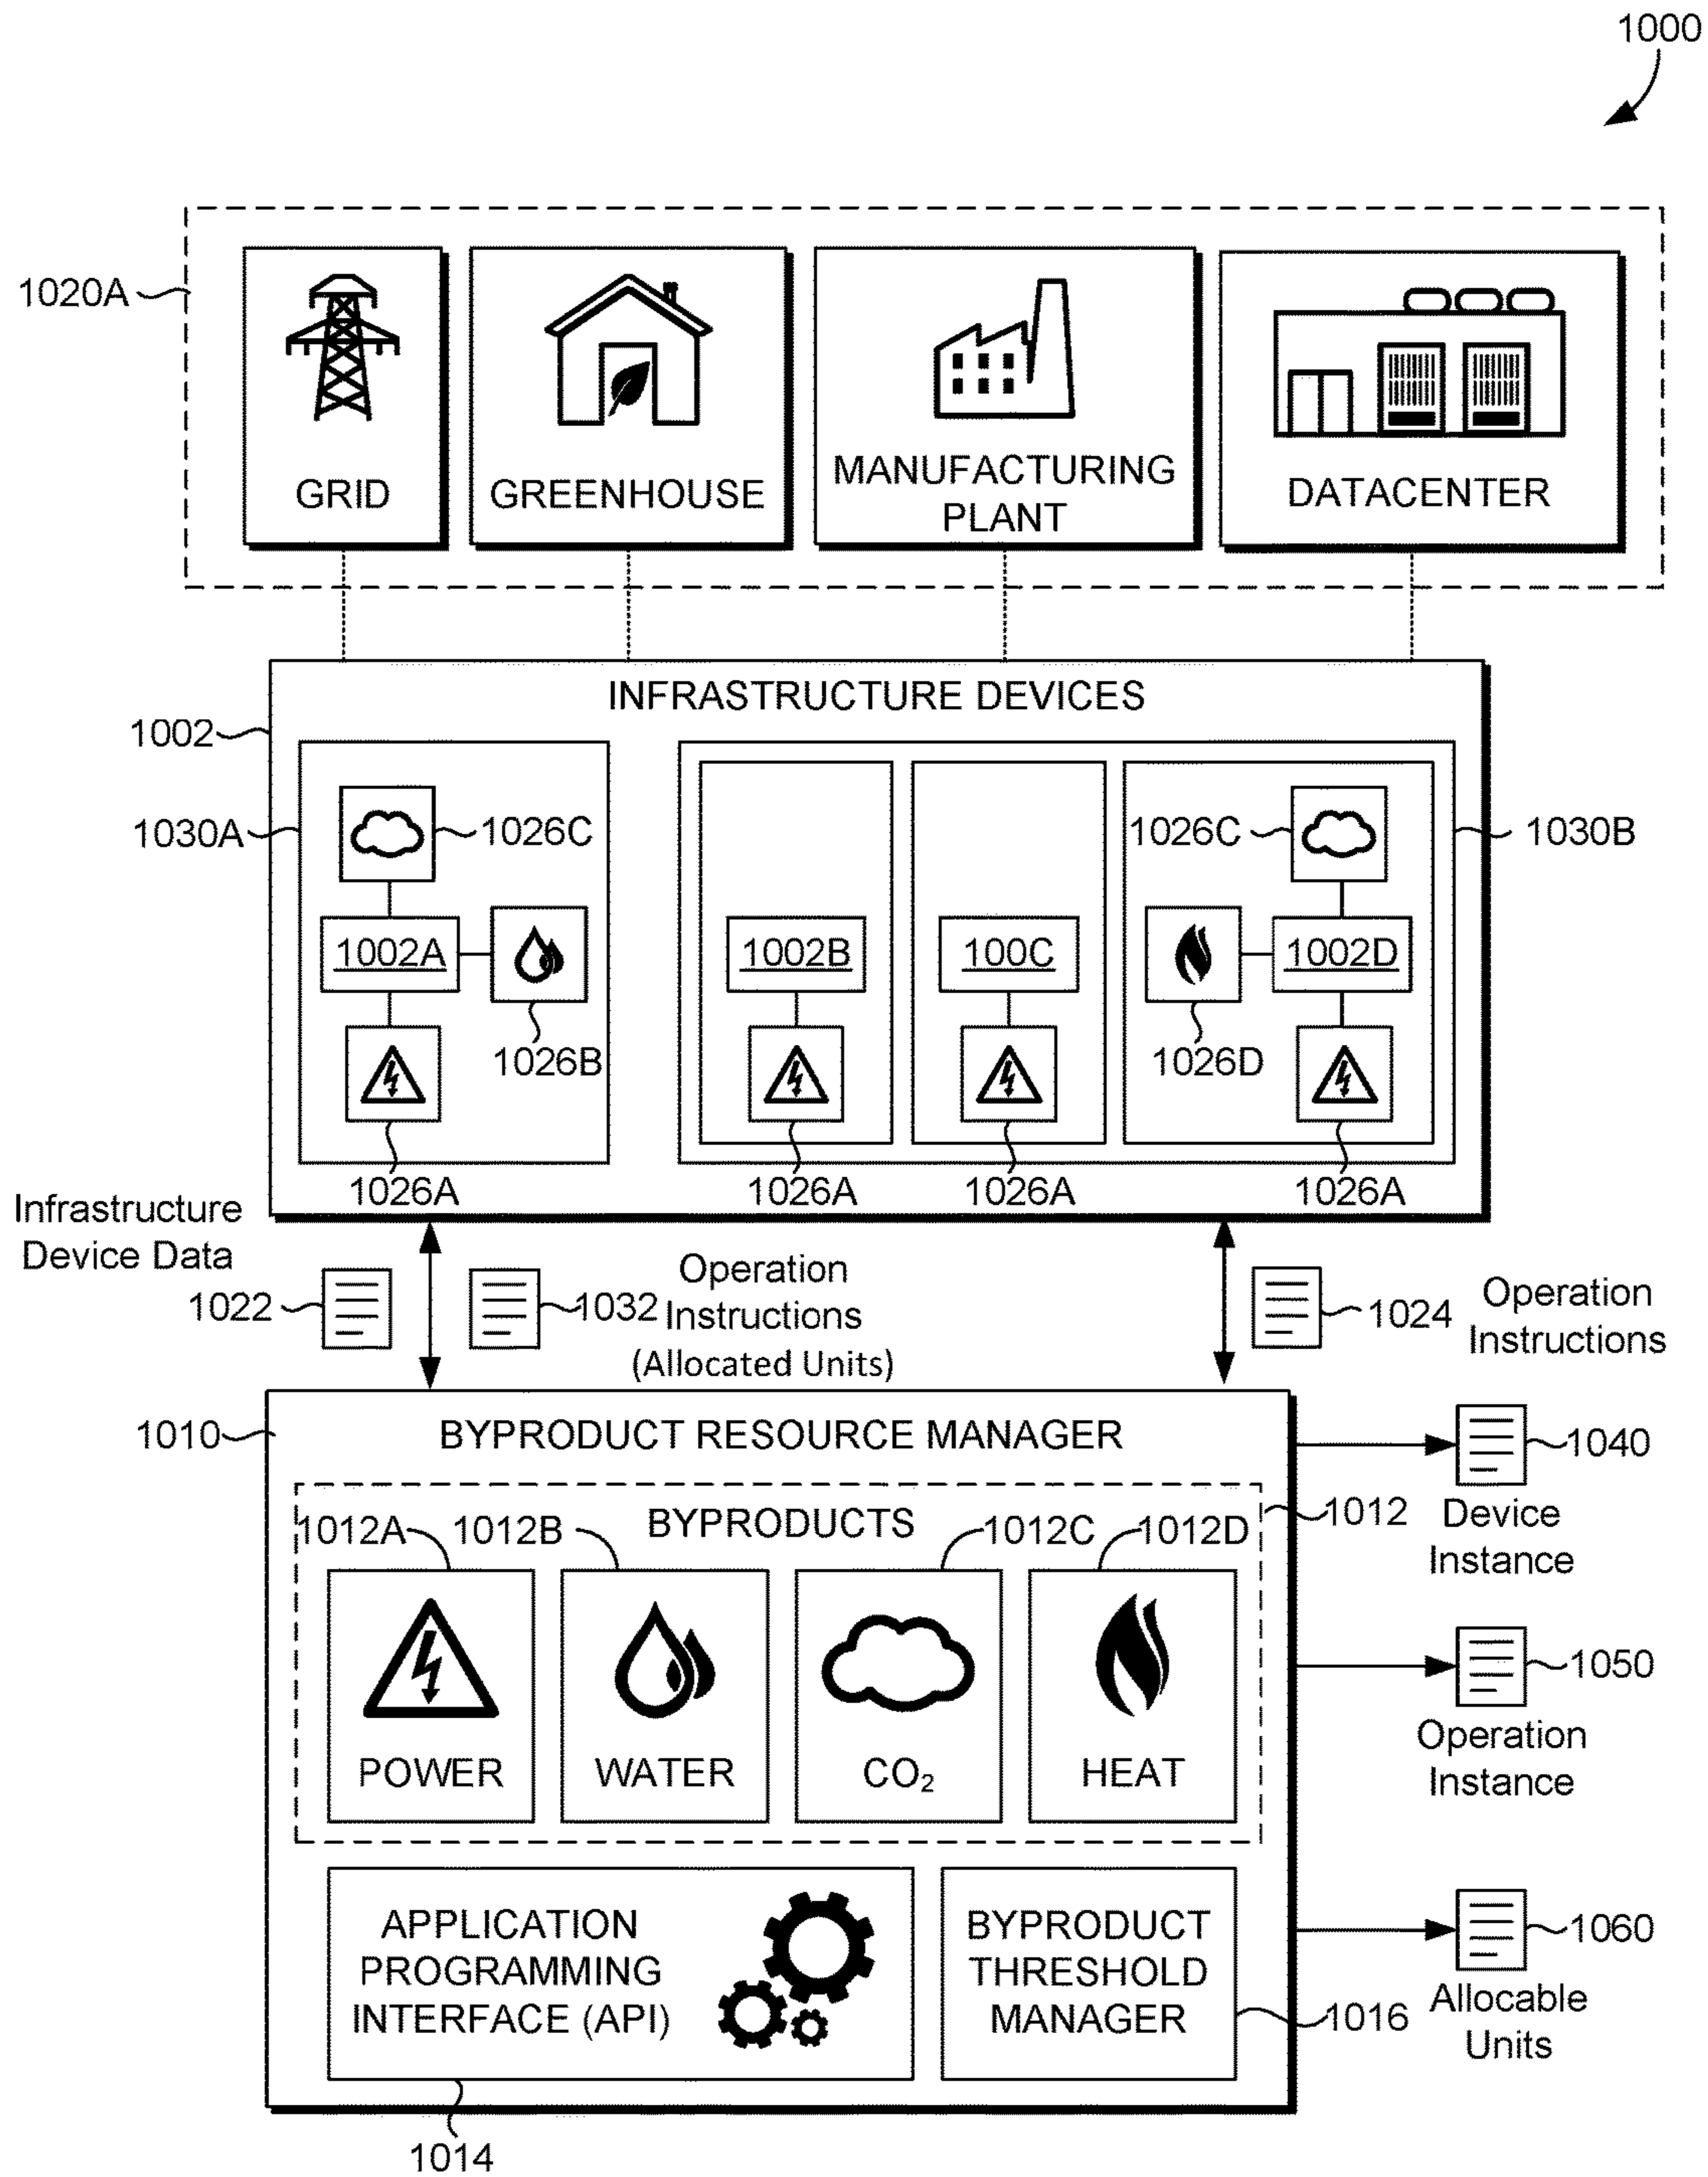 1000
1020A
GRID
GREENHOUSE
MANUFACTURING
PLANT
DATACENTER
INFRASTRUCTURE DEVICES
1002
1030A
1026C
1026C
1030B
1002A
1002B
100C
1002D
1026B
1026D
1026A
1026A
1026A
1026A
Infrastructure
Device Data
1022
1032
Operation
Instructions
(Allocated Units)
1024
Operation
Instructions
1010
BYPRODUCT RESOURCE MANAGER
1040
Device
Instance
1012A
1012B
BYPRODUCTS
1012C
1012D
1012
POWER
WATER
CO₂
HEAT
1050
Operation
Instance
APPLICATION
PROGRAMMING
INTERFACE (API)
BYPRODUCT
THRESHOLD
MANAGER
1016
1060
Allocable
Units
1014